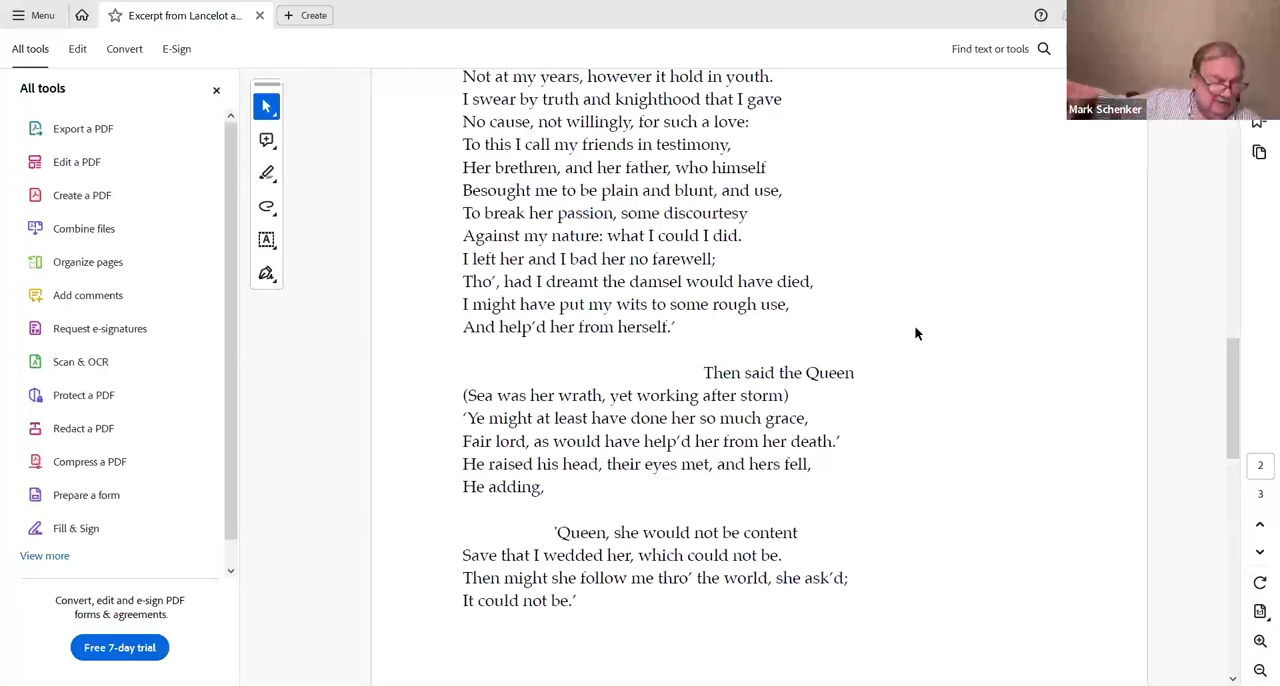 Menu
Excerpt from Lancelot a...
Create
All tools
Edit
Convert
E-Sign
Find text or tools
Mark Schenker
All tools
Export a PDF
Edit a PDF
Create a PDF
Combine files
Organize pages
Add comments
Request e-signatures
Scan & OCR
Protect a PDF
Redact a PDF
Compress a PDF
Prepare a form
Fill & Sign
View more
Convert, edit and e-sign PDF
forms & agreements.
Free 7-day trial
Not at my years, however it hold in youth.
I swear by truth and knighthood that I gave
No cause, not willingly, for such a love:
To this I call my friends in testimony,
Her brethren, and her father, who himself
Besought me to be plain and blunt, and use,
To break her passion, some discourtesy
Against my nature: what I could I did.
I left her and I bad her no farewell;
Tho’, had I dreamt the damsel would have died,
I might have put my wits to some rough use,
And help’d her from herself.’
Then said the Queen
(Sea was her wrath, yet working after storm)
‘Ye might at least have done her so much grace,
Fair lord, as would have help’d her from her death.’
He raised his head, their eyes met, and hers fell,
He adding,
'Queen, she would not be content
Save that I wedded her, which could not be.
Then might she follow me thro’ the world, she ask’d;
It could not be.’
2
3